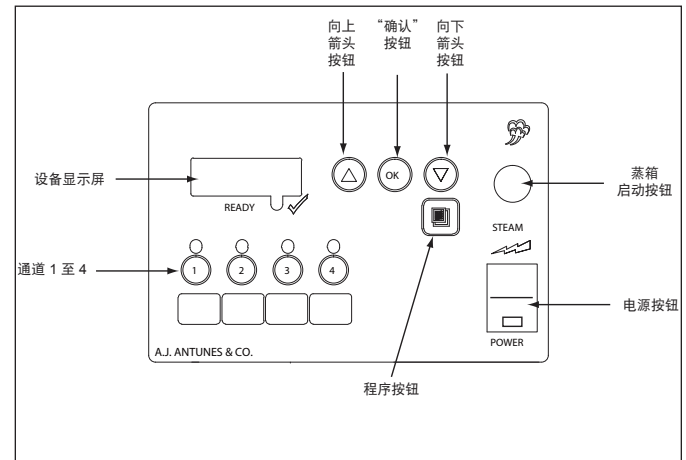 向上
箭头
按钮
“确认”
按钮
向下
箭头
按钮
设备显示屏
READY
OK
蒸箱
启动按钮
STEAM
通道 1 至 4
1
2
3
4
电源按钮
POWER
A.J. ANTUNES & CO.
程序按钮